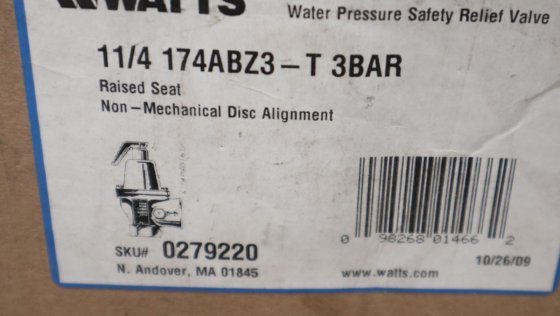 WATTS
Water Pressure Safety Relief Valve
11/4 174ABZ3-T 3BAR
Raised Seat
Non-Mechanical Disc Alignment
0 98268 01466 2
SKU# 0279220
N. Andover, MA 01845
www.watts.com
10/26/09